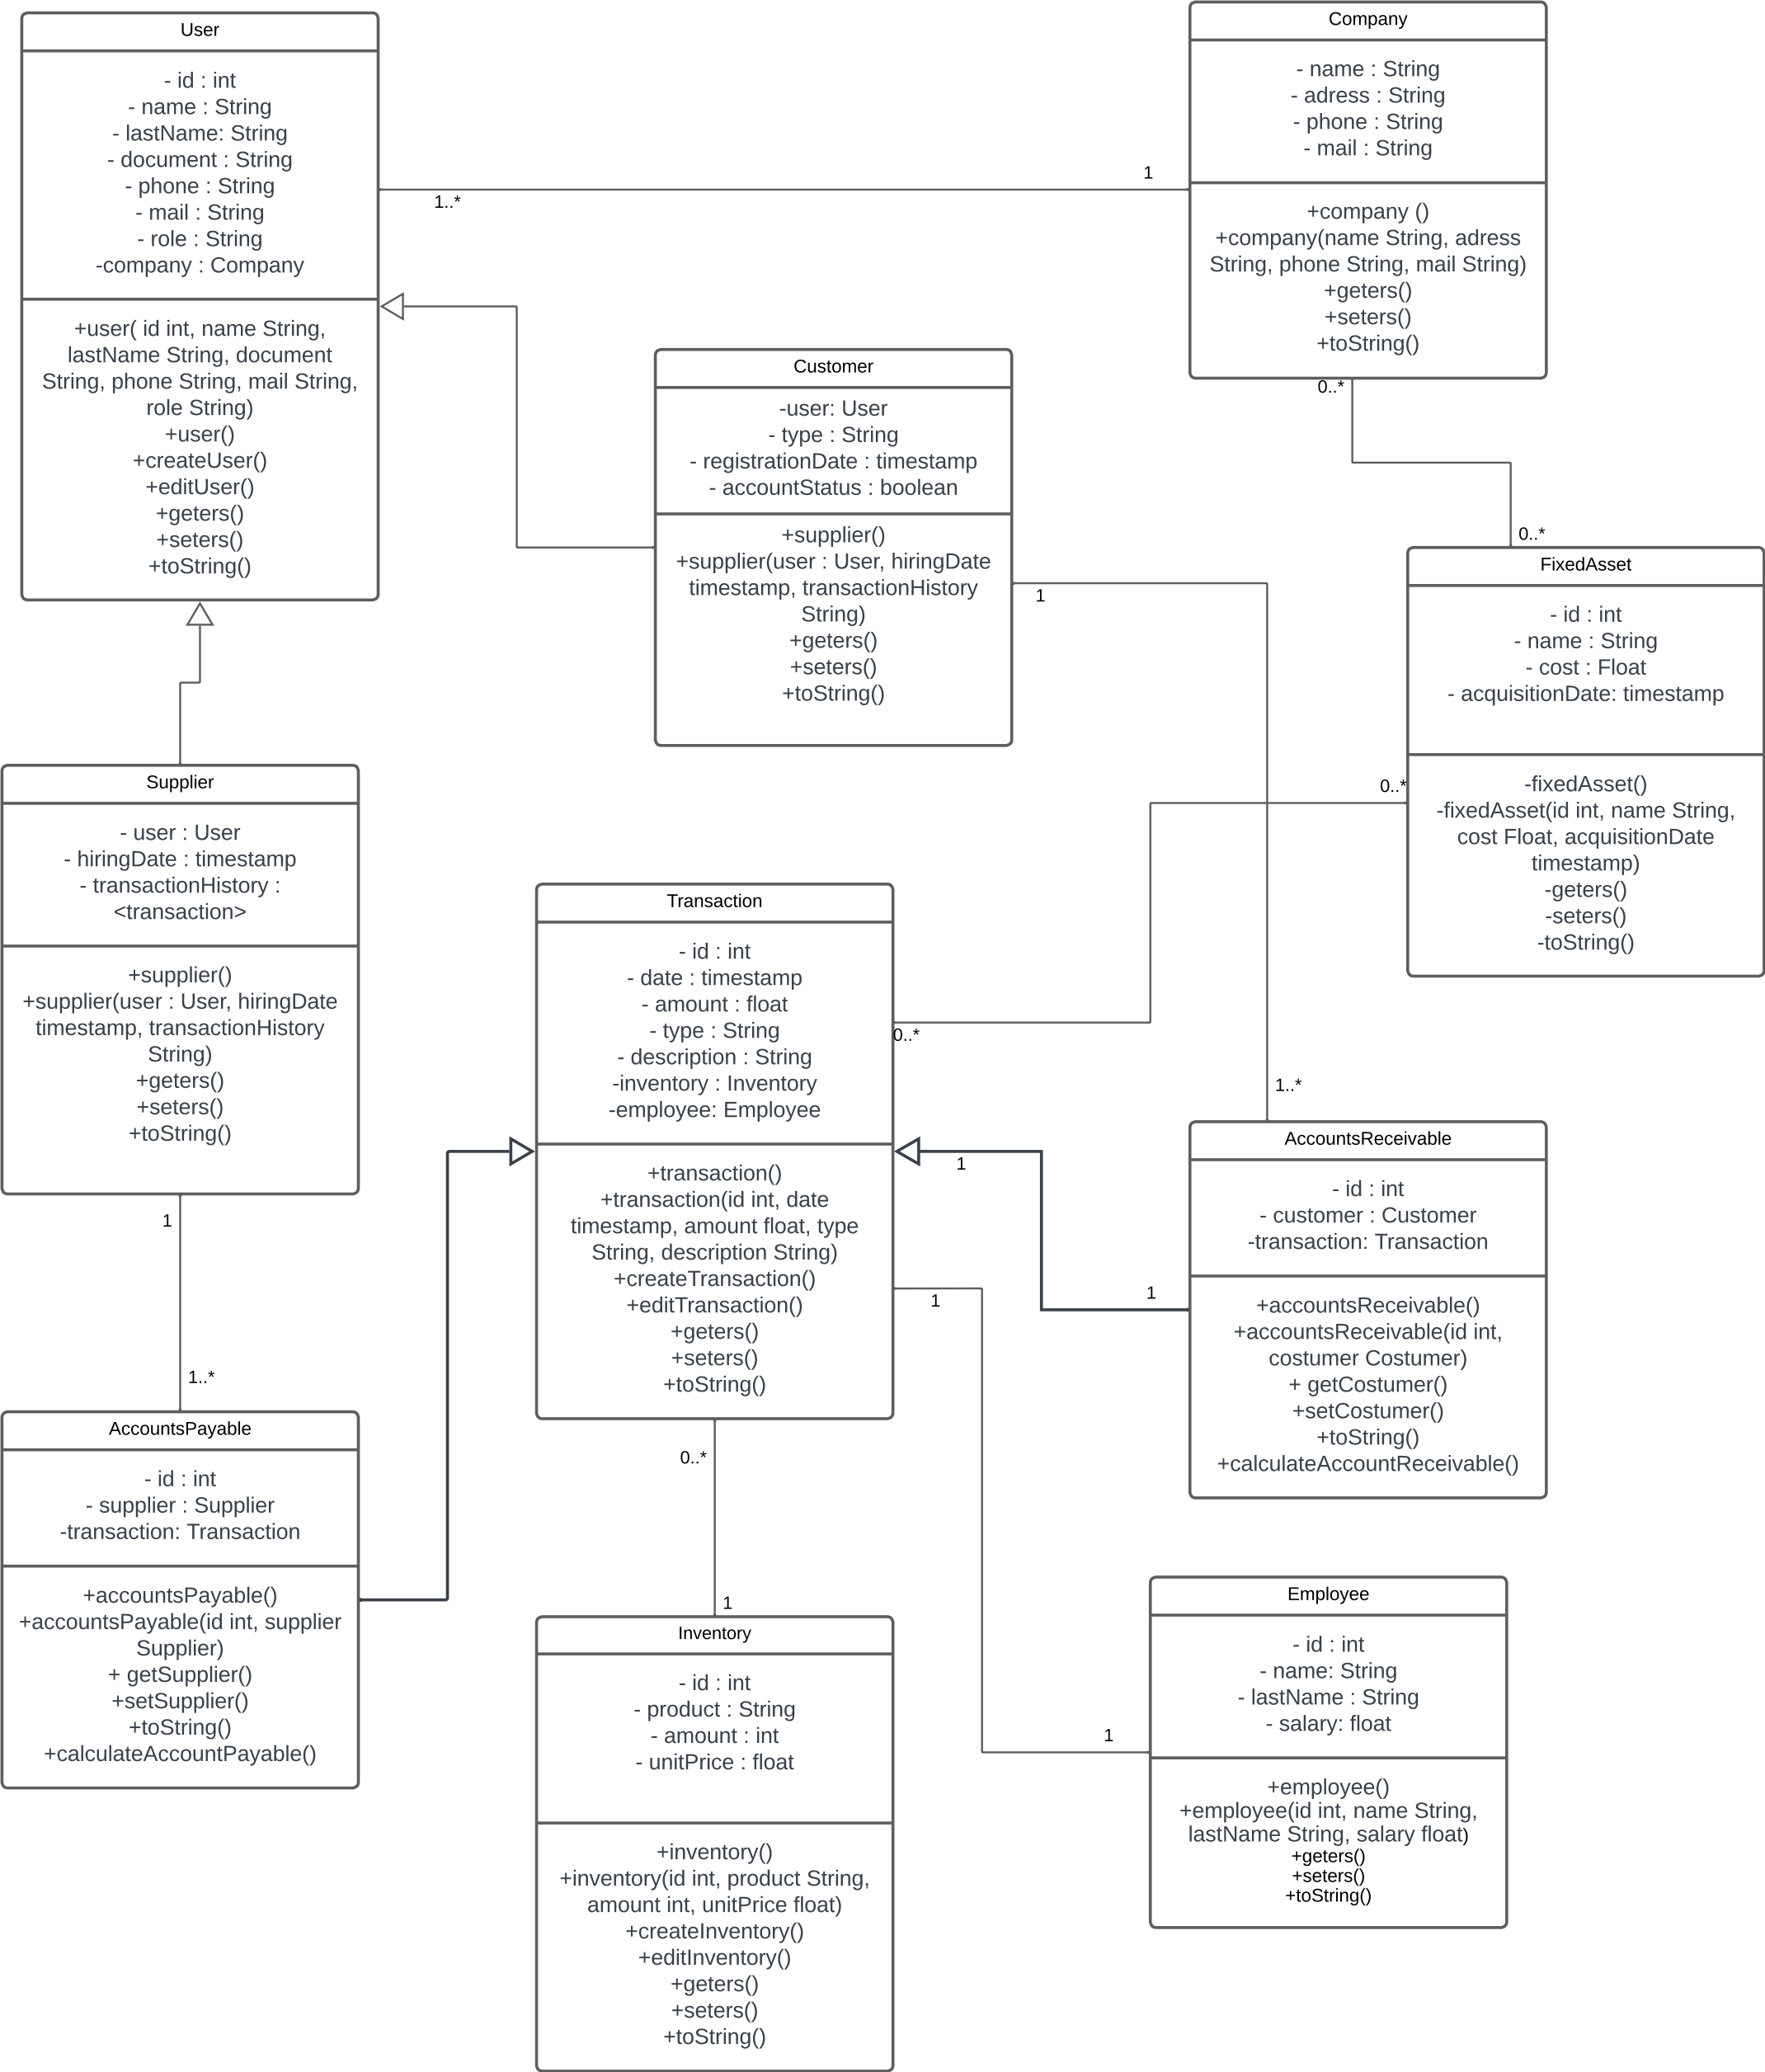 User
- id : int
- name : String
- lastName: String
- document : String
- phone : String
- mail : String
- role : String
-company : Company
+user( id int, name String,
lastName String, document
String, phone String, mail String,
role String)
+user()
+createUser()
+editUser()
+geters()
+seters()
+toString()
1..*
1
Company
- name : String
- adress : String
- phone : String
- mail : String
+company ()
+company(name String, adress
String, phone String, mail String)
+geters()
+seters()
+toString()
0..*
0..*
Customer
-user: User
- type : String
- registrationDate : timestamp
- accountStatus : boolean
+supplier()
+supplier(user : User, hiringDate
timestamp, transactionHistory
String)
+geters()
+seters()
+toString()
1
FixedAsset
- id : int
- name : String
- cost : Float
- acquisitionDate: timestamp
-fixedAsset()
-fixedAsset(id int, name String,
cost Float, acquisitionDate
timestamp)
-geters()
-seters()
-toString()
0..*
Supplier
- user : User
- hiringDate : timestamp
- transactionHistory :
<transaction>
+supplier()
+supplier(user : User, hiringDate
timestamp, transactionHistory
String)
+geters()
+seters()
+toString()
1
1..*
Transaction
- id : int
- date : timestamp
- amount : float
- type : String
- description : String
-inventory : Inventory
-employee: Employee
+transaction()
+transaction(id int, date
timestamp, amount float, type
String, description String)
+createTransaction()
+editTransaction()
+geters()
+seters()
+toString()
0..*
1
1
1
0..*
1
1..*
AccountsReceivable
- id : int
- customer : Customer
-transaction: Transaction
+accountsReceivable()
+accountsReceivable(id int,
costumer Costumer)
+ getCostumer()
+setCostumer()
+toString()
+calculateAccountReceivable()
AccountsPayable
- id : int
- supplier : Supplier
-transaction: Transaction
+accountsPayable()
+accountsPayable(id int, supplier
Supplier)
+ getSupplier()
+setSupplier()
+toString()
+calculateAccountPayable()
Inventory
- id : int
- product : String
- amount : int
- unitPrice : float
+inventory()
+inventory(id int, product String,
amount int, unitPrice float)
+createInventory()
+editInventory()
+geters()
+seters()
+toString()
1
Employee
- id : int
- name: String
- lastName : String
- salary: float
+employee()
+employee(id int, name String,
lastName String, salary float)
+geters()
+seters()
+toString()